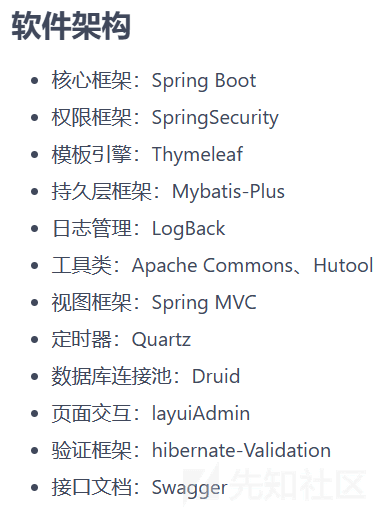 软件架构
核心框架：Spring Boot
权限框架：SpringSecurity
模板引擎：Thymeleaf
持久层框架：Mybatis-Plus
日志管理：LogBack
工具类：Apache Commons、Hutool
视图框架：Spring MVC
定时器：Quartz
数据库连接池：Druid
页面交互：layuiAdmin
验证框架：hibernate-Validation
接口文档：Swagger
先知社区